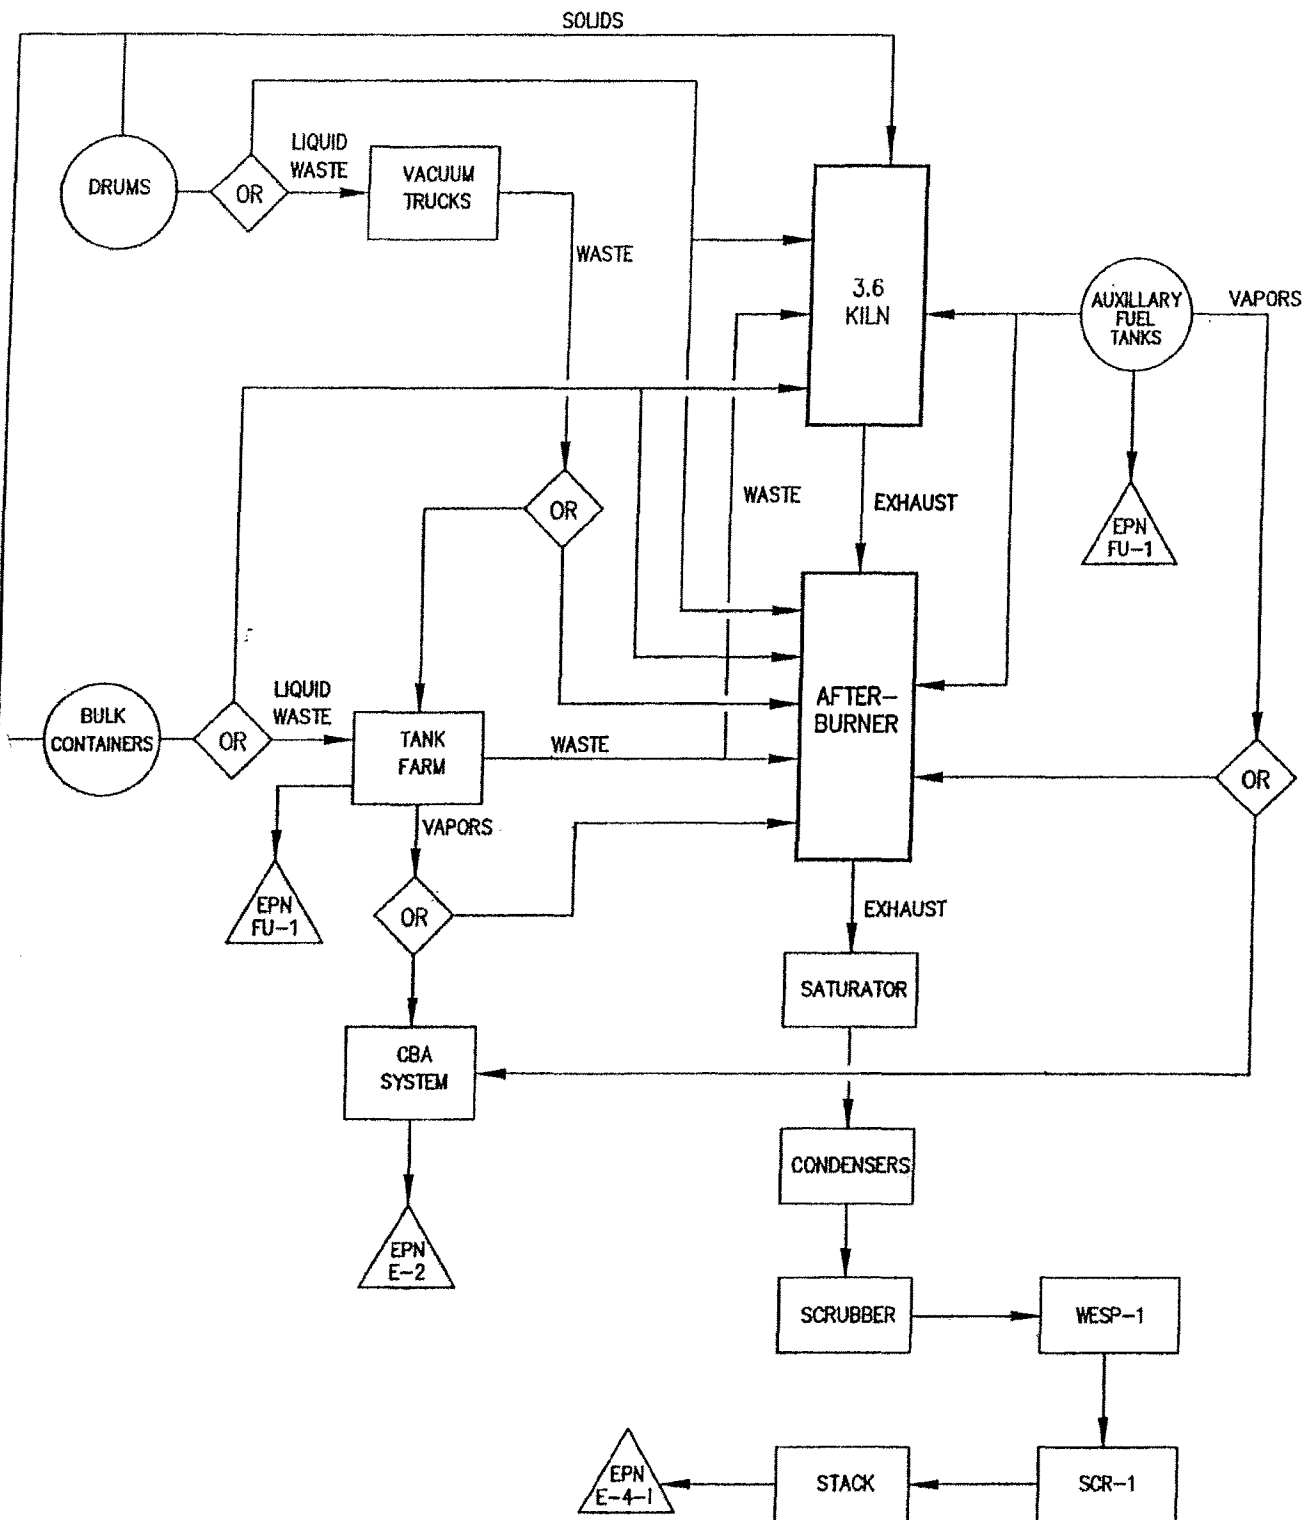 SOLIDS
LIQUID
WASTE
DRUMS
OR
VACUUM
TRUCKS
WASTE
3.6
KILN
AUXILLARY
FUEL
TANKS
VAPORS
WASTE
EXHAUST
OR
EPN
FU-1
LIQUID
WASTE
BULK
CONTAINERS
OR
TANK
FARM
WASTE
AFTER-
BURNER
OR
VAPORS
EPN
FU-1
OR
EXHAUST
SATURATOR
CBA
SYSTEM
CONDENSERS
EPN
E-2
SCRUBBER
WESP-1
EPN
E-4-1
STACK
SCR-1